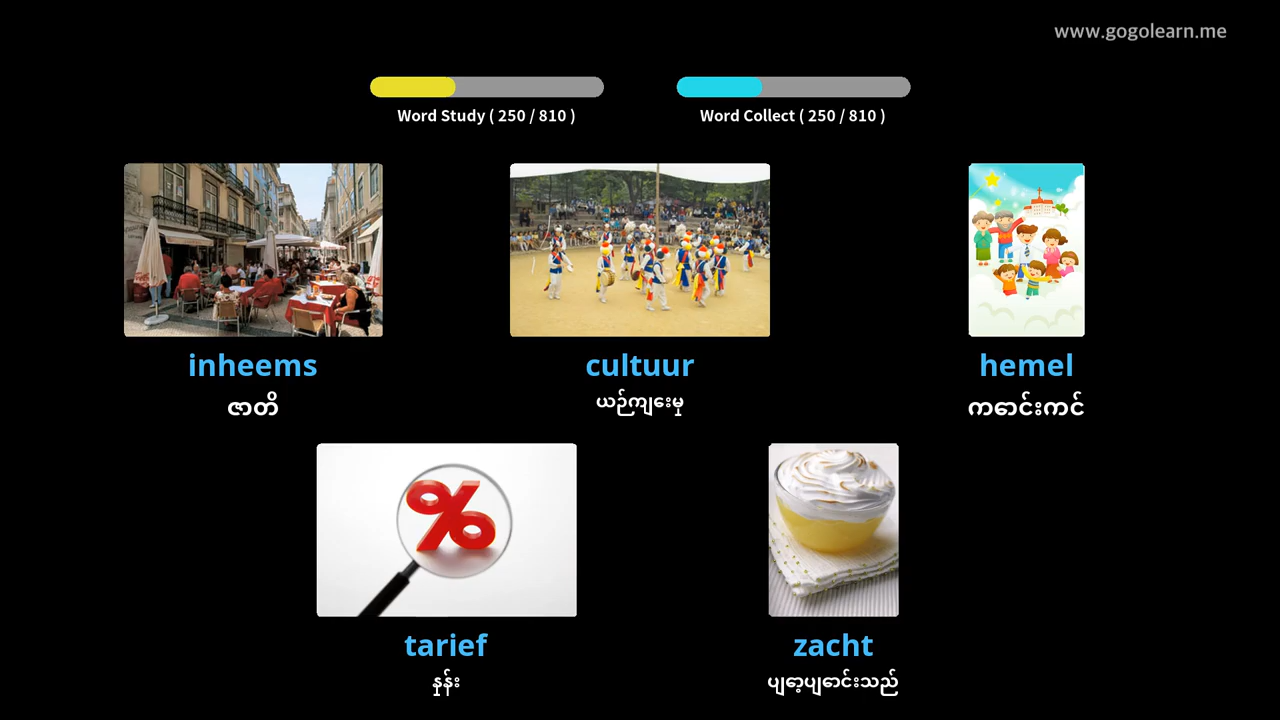 www.gogolearn.me
Word Study ( 250 / 810 )
Word Collect ( 250 / 810 )
inheems
ဇာတိ
cultuur
ယဉ်ကျေးမှု
hemel
ကောင်းကင်
tarief
နှုန်း
zacht
ပျော့ပျောင်းသည်